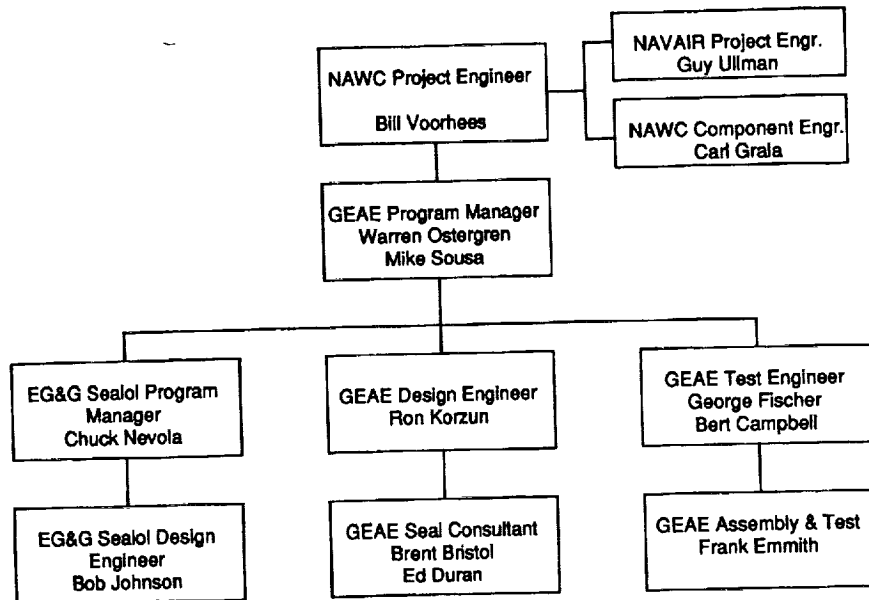 NAWC Project Engineer
Bill Voorhees
NAVAIR Project Engr.
Guy Ullman
NAWC Component Engr.
Carl Grala
GEAE Program Manager
Warren Ostergren
Mike Sousa
EG&G Sealol Program
Manager
Chuck Nevola
GEAE Design Engineer
Ron Korzun
GEAE Test Engineer
George Fischer
Bert Campbell
EG&G Sealol Design
Engineer
Bob Johnson
GEAE Seal Consultant
Brent Bristol
Ed Duran
GEAE Assembly & Test
Frank Emmith